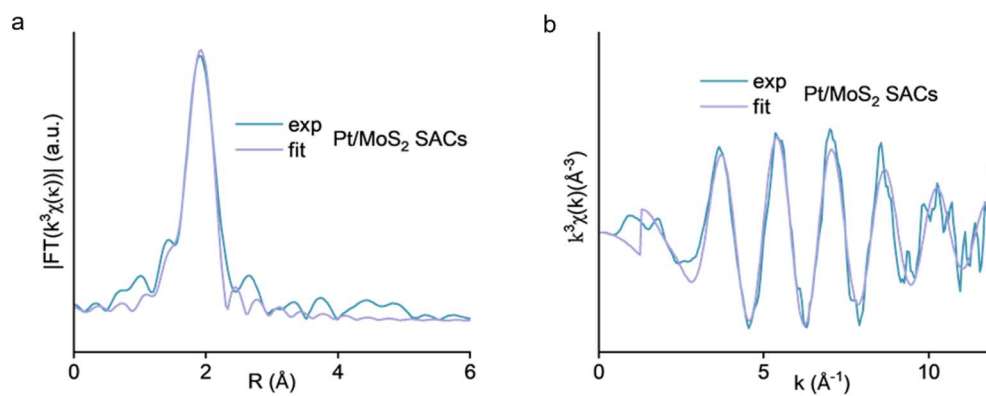 a
|FT(k³χ(κ))| (a.u.)
exp
fit
Pt/MoS₂ SACs
0
2
4
6
R (Å)
b
k³χ(k)(Å⁻³)
exp
fit
Pt/MoS₂ SACs
0
5
10
k (Å⁻¹)